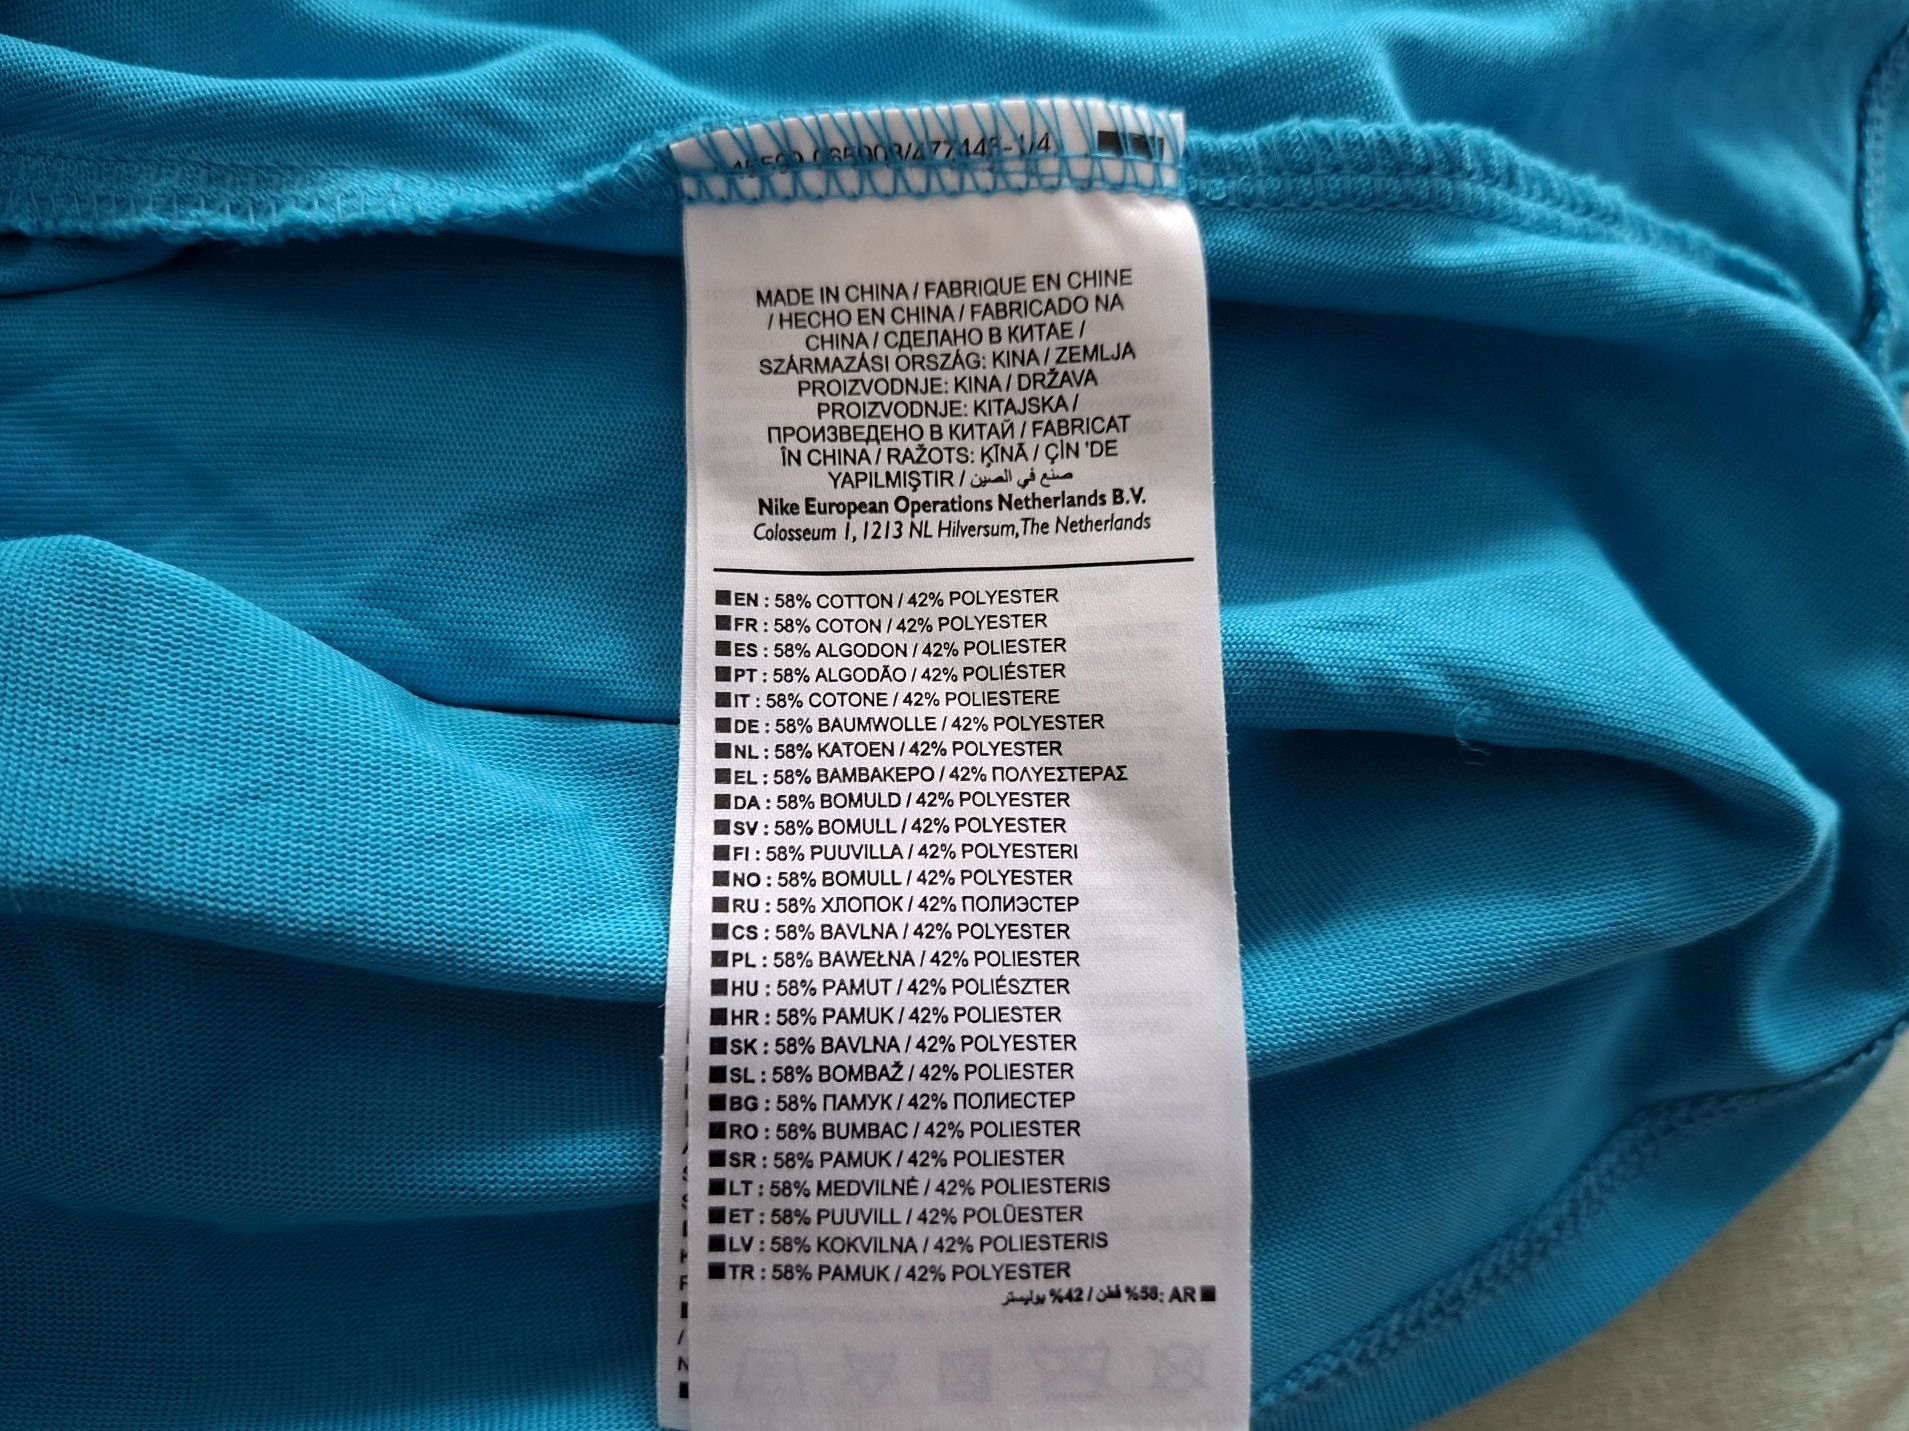 MADE IN CHINA / FABRIQUE EN CHINE
/ HECHO EN CHINA / FABRICADO NA
CHINA / СДЕЛАНО В КИТАЕ /
SZÁRMAZÁSI ORSZÁG: KINA / ZEMLJA
PROIZVODNJE: KINA / DRŽAVA
PROIZVODNJE: KITAJSKA /
ПРОИЗВЕДЕНО В КИТАЙ / FABRICAT
ÎN CHINA / RAŽOTS: ĶĪNĀ / ÇİN 'DE
YAPILMIŞTIR / صنع في الصين
Nike European Operations Netherlands B.V.
Colosseum 1, 1213 NL Hilversum, The Netherlands
EN : 58% COTTON / 42% POLYESTER
FR : 58% COTON / 42% POLYESTER
ES : 58% ALGODON / 42% POLIESTER
PT : 58% ALGODÃO / 42% POLIÉSTER
IT : 58% COTONE / 42% POLIESTERE
DE : 58% BAUMWOLLE / 42% POLYESTER
NL : 58% KATOEN / 42% POLYESTER
EL : 58% ΒΑΜΒΑΚΕΡΟ / 42% ΠΟΛΥΕΣΤΕΡΑΣ
DA : 58% BOMULD / 42% POLYESTER
SV : 58% BOMULL / 42% POLYESTER
FI : 58% PUUVILLA / 42% POLYESTERI
NO : 58% BOMULL / 42% POLYESTER
RU : 58% ХЛОПОК / 42% ПОЛИЭСТЕР
CS : 58% BAVLNA / 42% POLYESTER
PL : 58% BAWEŁNA / 42% POLIESTER
HU : 58% PAMUT / 42% POLIÉSZTER
HR : 58% PAMUK / 42% POLIESTER
SK : 58% BAVLNA / 42% POLYESTER
SL : 58% BOMBAŽ / 42% POLIESTER
BG : 58% ПАМУК / 42% ПОЛИЕСТЕР
RO : 58% BUMBAC / 42% POLIESTER
SR : 58% PAMUK / 42% POLIESTER
LT : 58% MEDVILNĖ / 42% POLIESTERIS
ET : 58% PUUVILL / 42% POLÜESTER
LV : 58% KOKVILNA / 42% POLIESTERIS
TR : 58% PAMUK / 42% POLYESTER
AR :58% قطن / 42% بوليستر